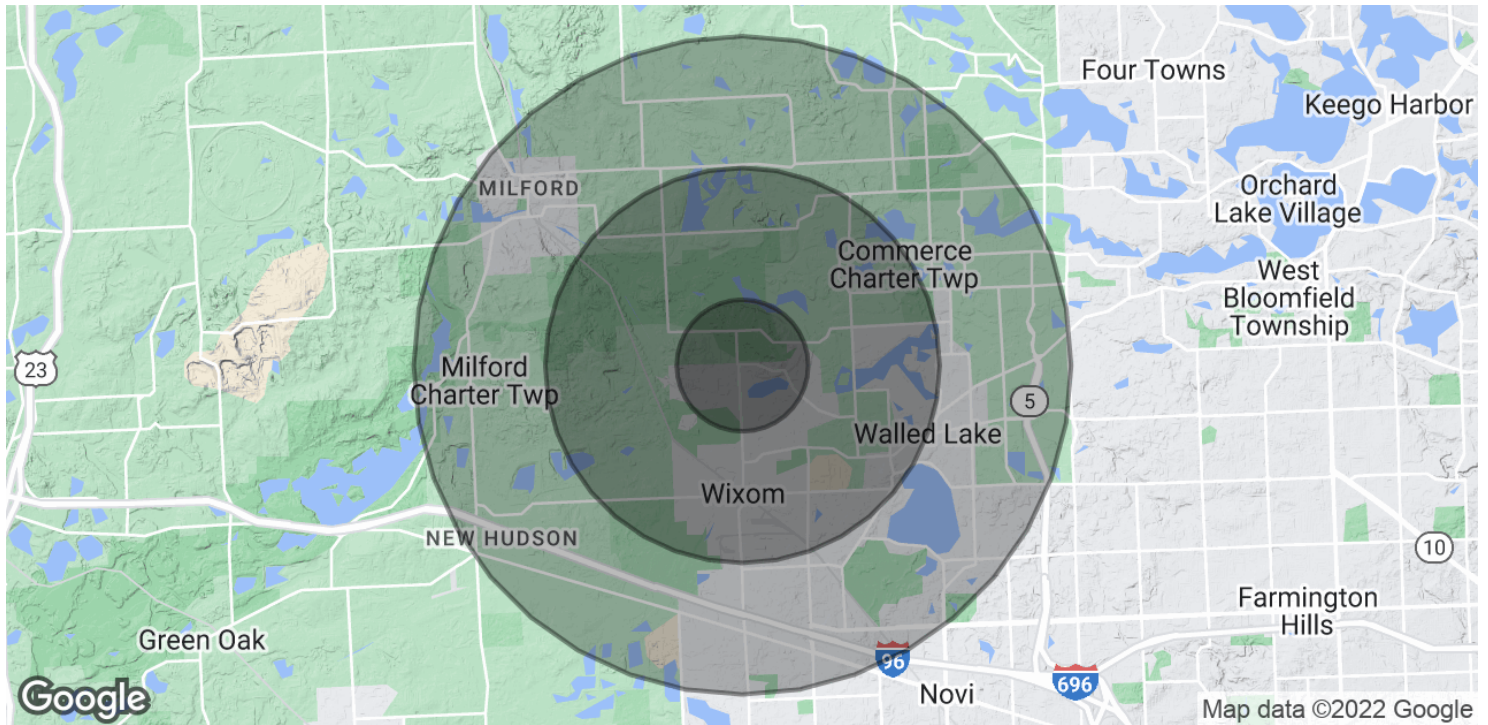 Four Towns
Keego Harbor
MILFORD
Orchard
Lake Village
Commerce
Charter Twp
West
Bloomfield
Township
23
Milford
Charter Twp
5
Walled Lake
Wixom
NEW HUDSON
10
Farmington
Hills
Green Oak
96
696
Novi
Google
Map data ©2022 Google